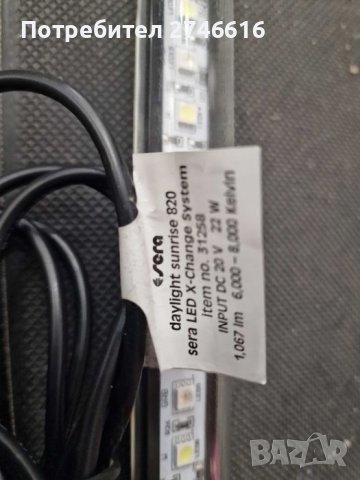 Потребител 2746616
sera
daylight sunrise 820
sera LED X-Change System
item no. 31258
INPUT DC 20 V 22 W
1,067 lm 6,000 – 8,000 Kelvin
BAZAR